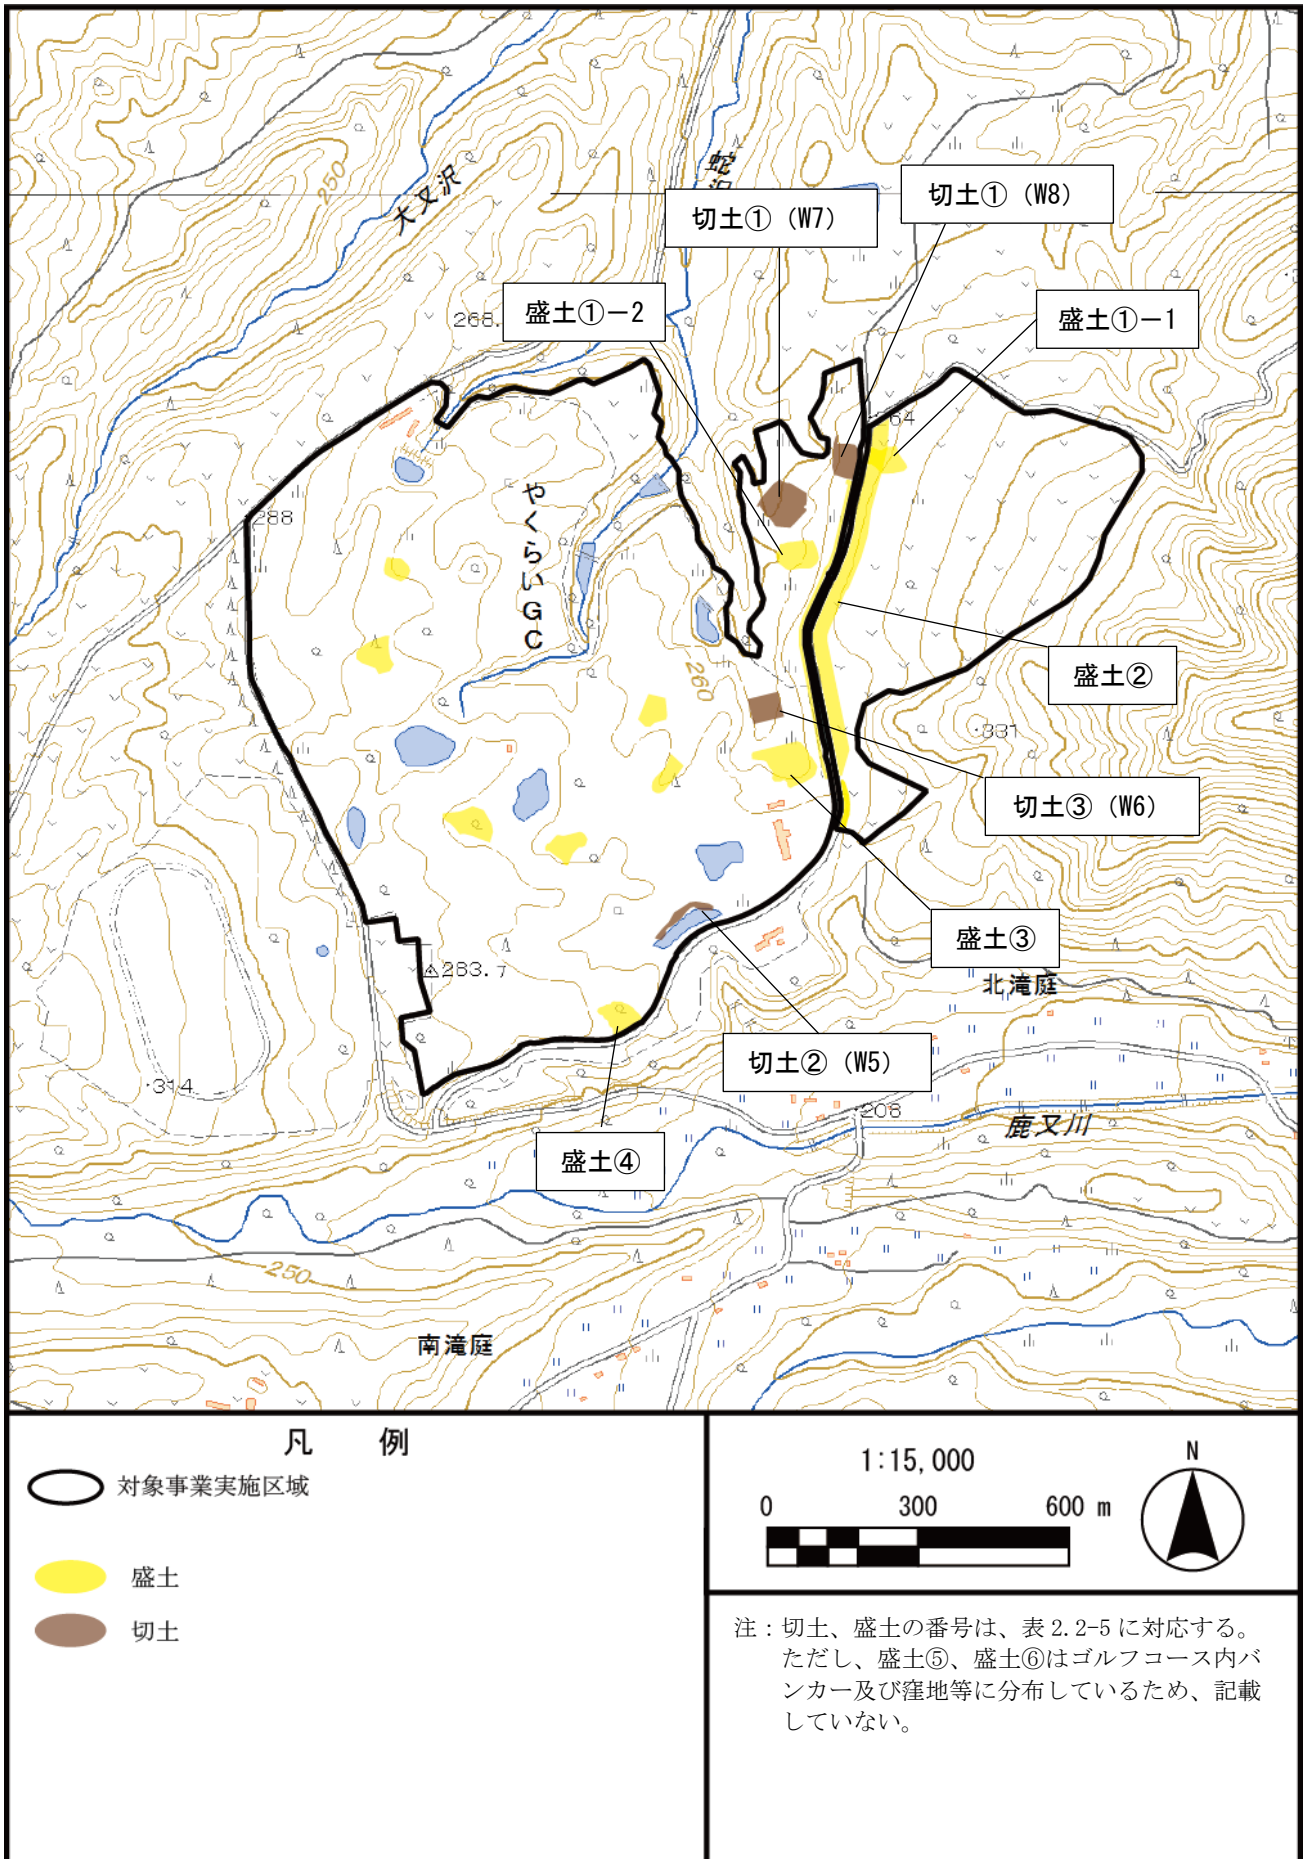 250
大又沢
蛇沢
切土①（W7）
切土①（W8）
盛土①－2
盛土①－1
268.
64
288
やくらいGC
260
盛土②
・331
切土③（W6）
盛土③
283.7
北滝庭
切土②（W5）
・314
208
鹿又川
盛土④
250
南滝庭
凡　例
対象事業実施区域
盛土
切土
1:15,000
0 300 600 m
N
注：切土、盛土の番号は、表 2.2-5 に対応する。
ただし、盛土⑤、盛土⑥はゴルフコース内バ
ンカー及び窪地等に分布しているため、記載
していない。